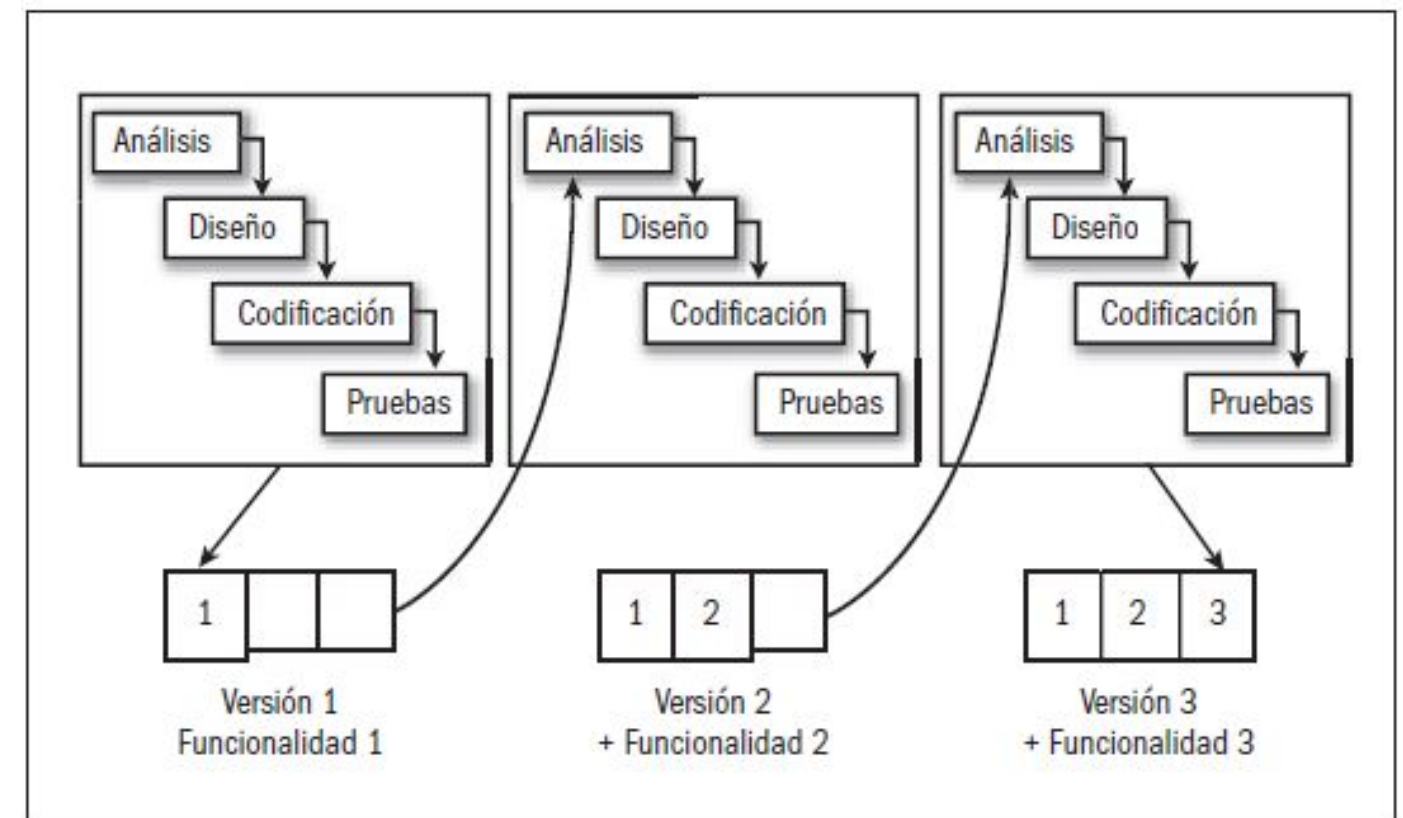 Análisis
Diseño
Codificación
Pruebas
Análisis
Diseño
Codificación
Pruebas
Análisis
Diseño
Codificación
Pruebas
1
Versión 1
Funcionalidad 1
1 2
Versión 2
+ Funcionalidad 2
1 2 3
Versión 3
+ Funcionalidad 3